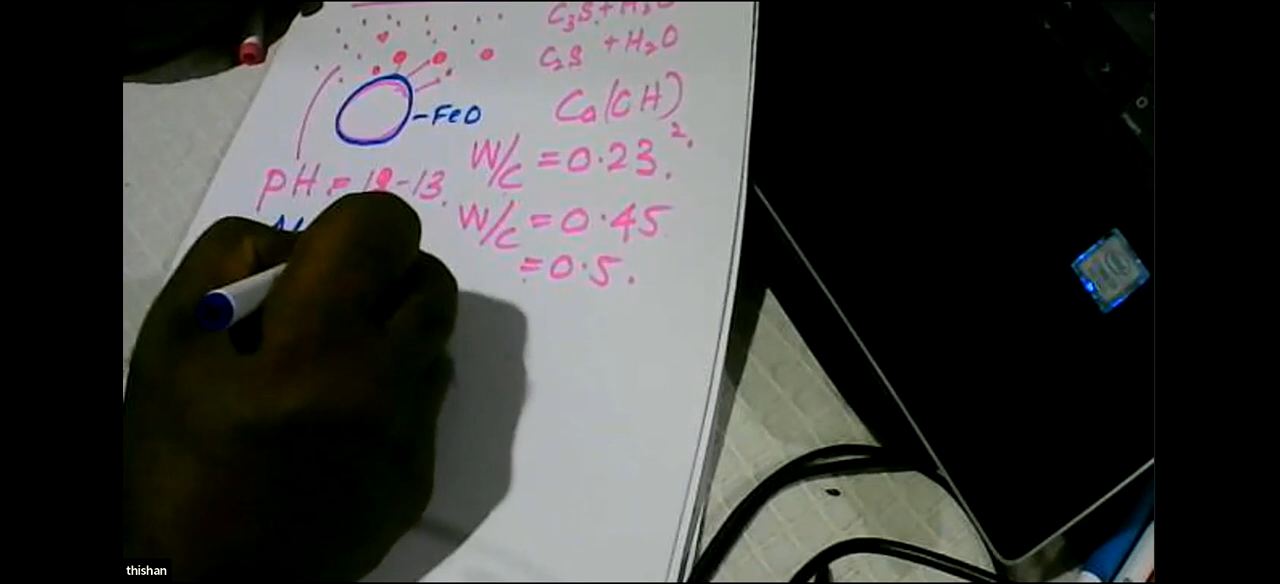 C₃S + H₂O
C₂S + H₂O
Ca(OH)₂.
-FeO
W/C = 0.23.
pH = 12-13.
W/C = 0.45
= 0.5.
thishan